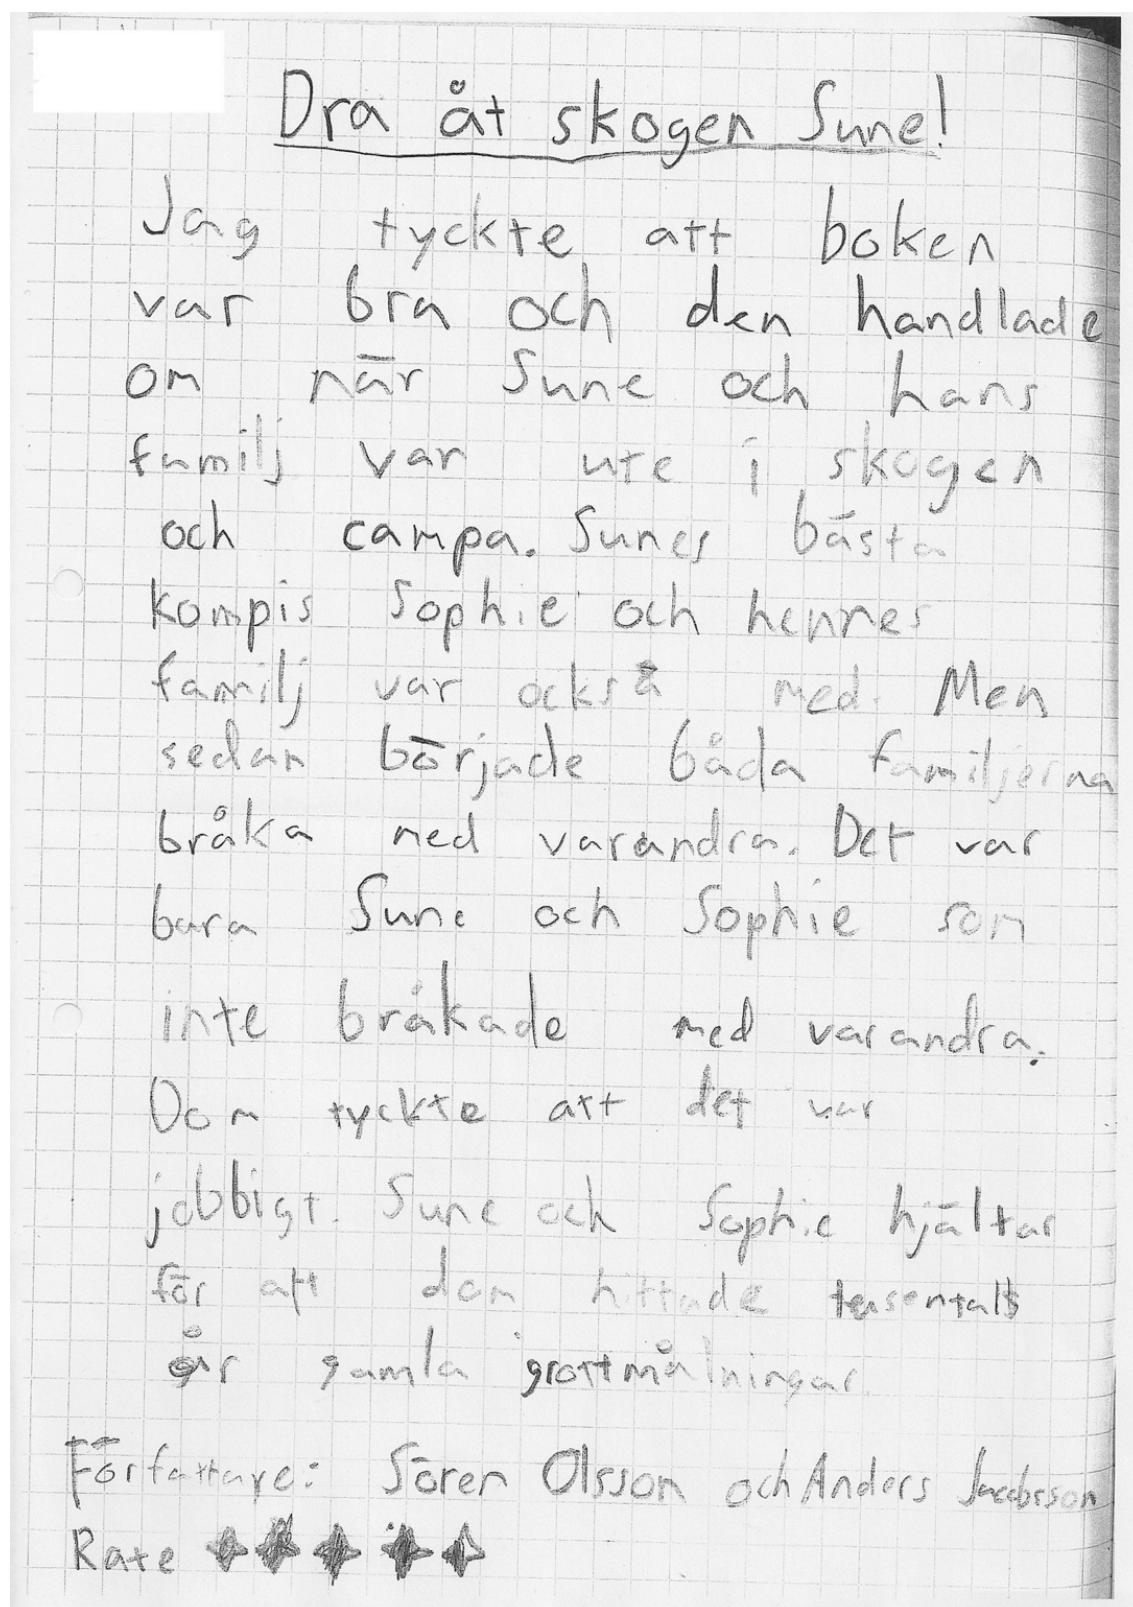 Dra åt skogen Sune!
Jag tyckte att boken
var bra och den handlade
om när Sune och hans
familj var ute i skogen
och campa. Sunes bästa
kompis Sophie och hennes
familj var också med. Men
sedan började båda familjerna
bråka med varandra. Det var
bara Sune och Sophie som
inte bråkade med varandra.
Dom tyckte att det var
jobbigt. Sune och Sophie hjältar
för att dom hittade tusentals
år gamla grottmålningar.
Författare: Sören Olsson och Anders Jacobsson
Rate